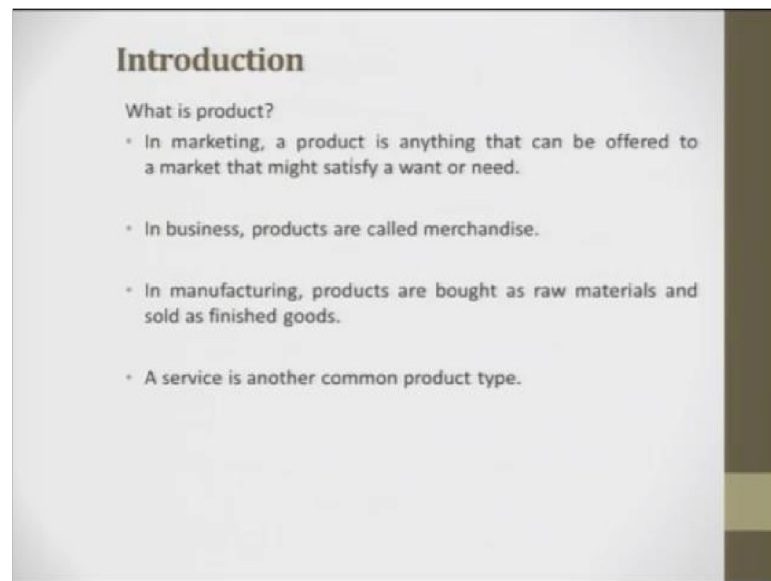 Introduction
What is product?
• In marketing, a product is anything that can be offered to
a market that might satisfy a want or need.
• In business, products are called merchandise.
• In manufacturing, products are bought as raw materials and
sold as finished goods.
• A service is another common product type.